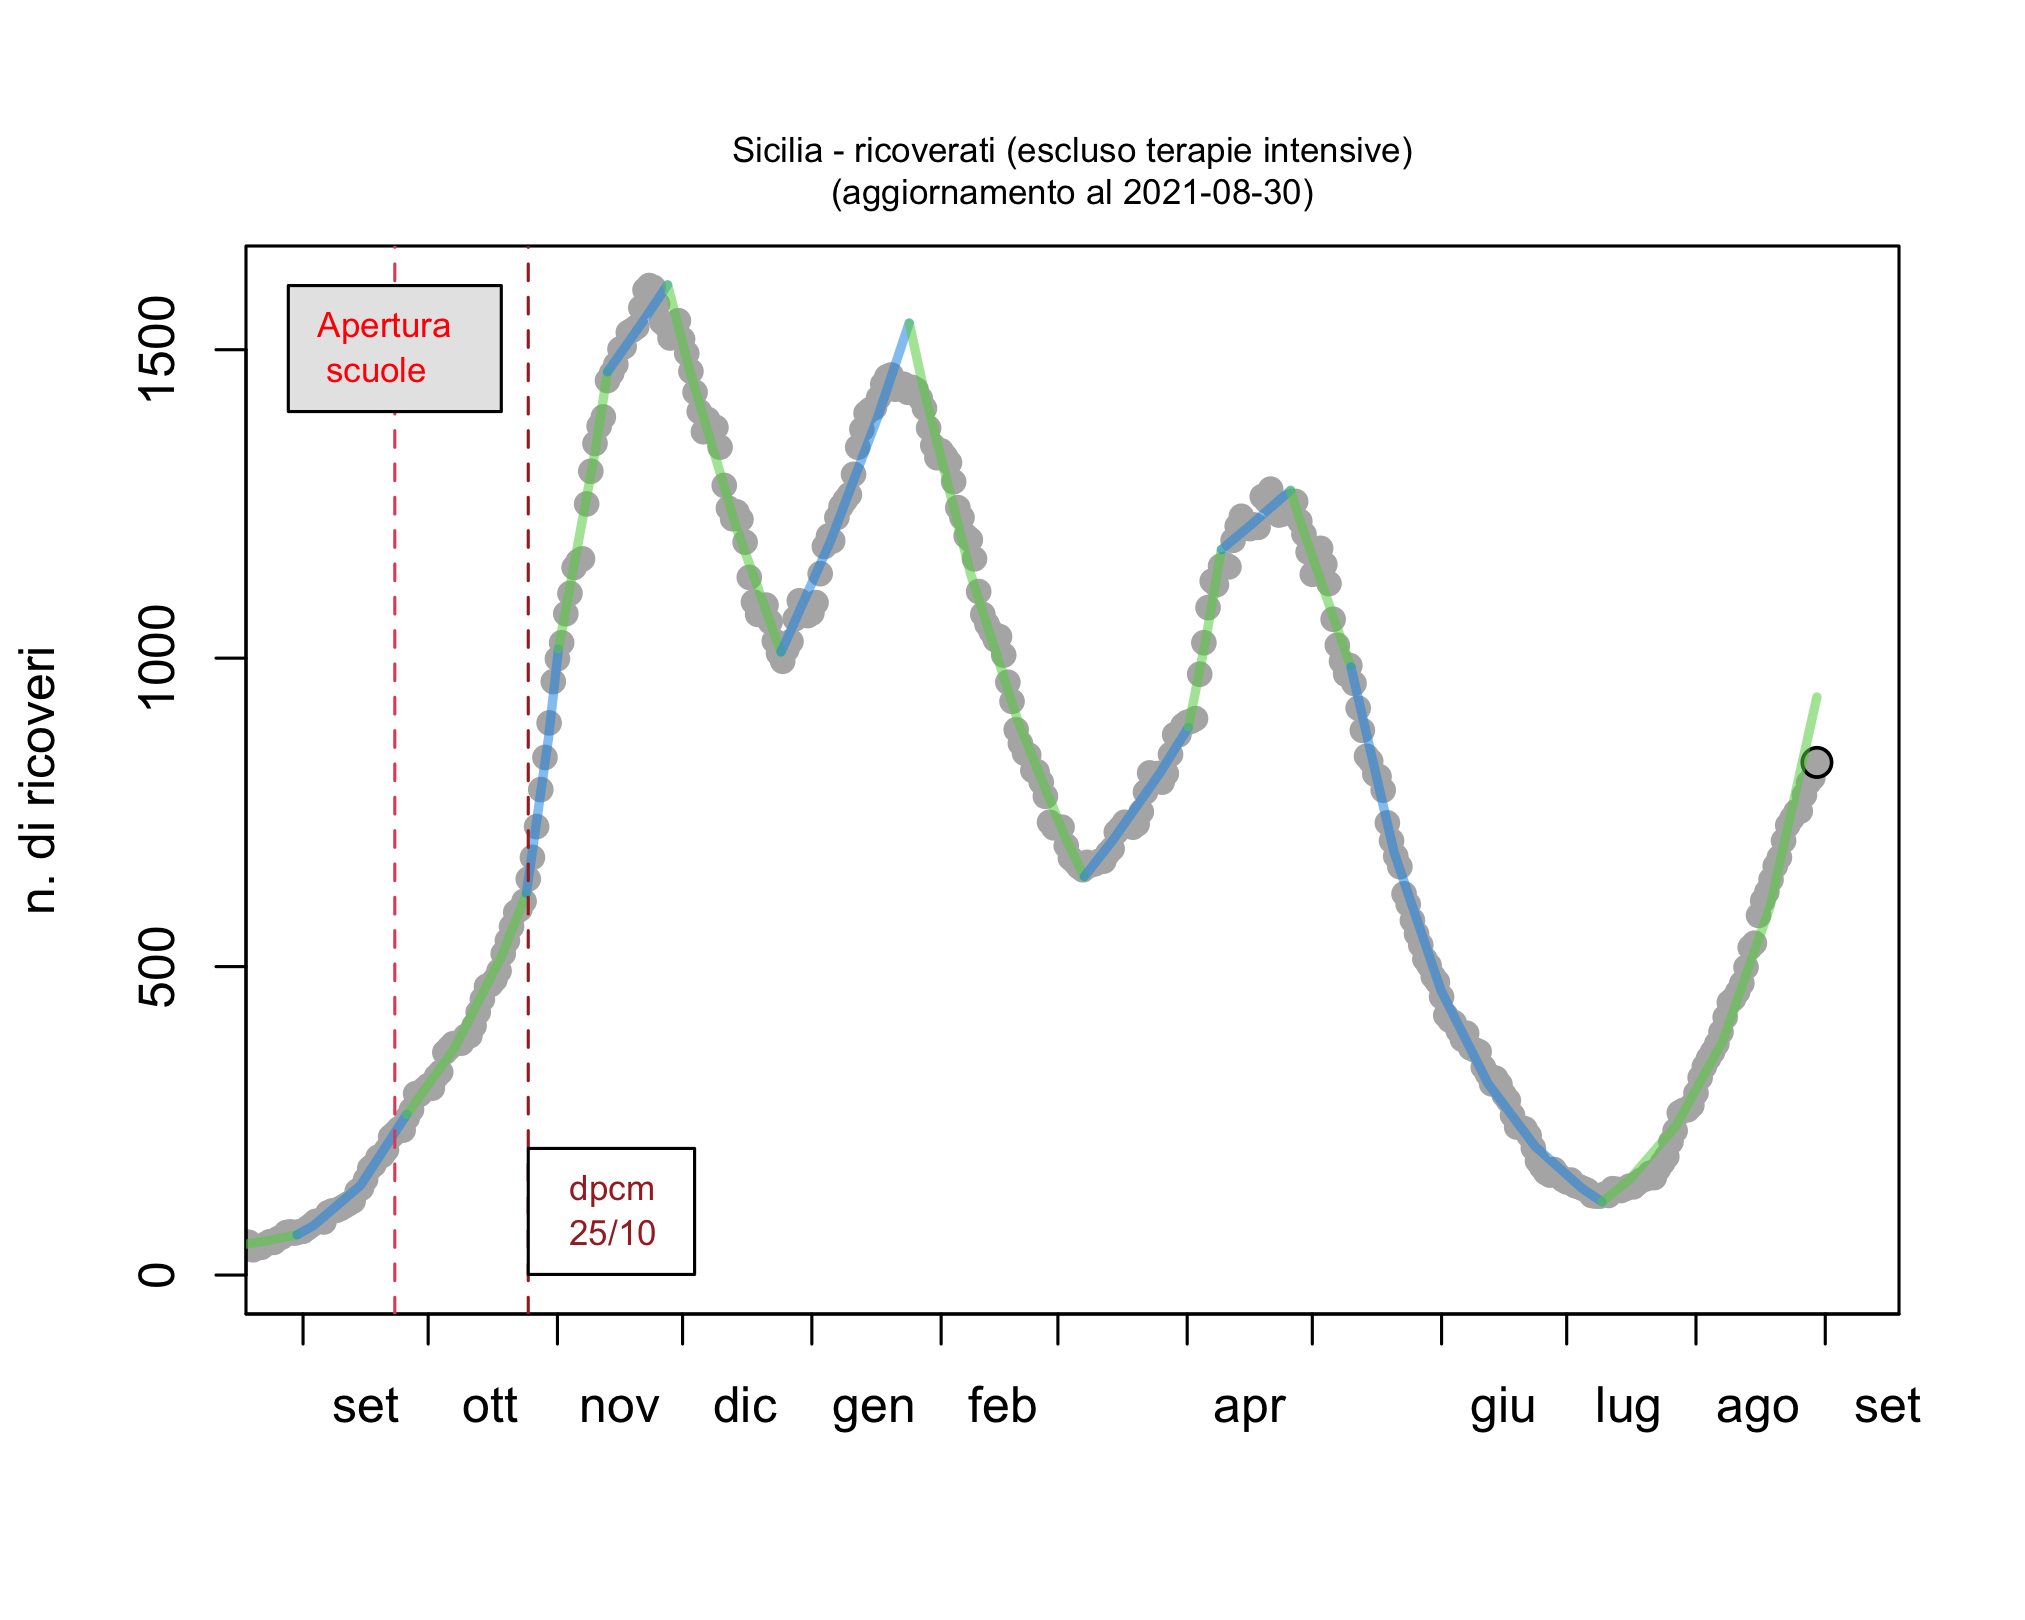 Sicilia - ricoverati (escluso terapie intensive)
(aggiornamento al 2021-08-30)
n. di ricoveri
1500
1000
500
0
Apertura
scuole
dpcm
25/10
set ott nov dic gen feb apr giu lug ago set